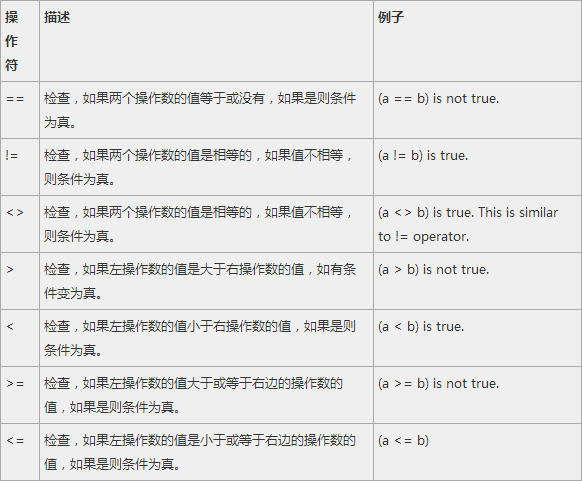 操
作
符
描述
例子
==
检查，如果两个操作数的值等于或没有，如果是则条件
为真。
(a == b) is not true.
!=
检查，如果两个操作数的值是相等的，如果值不相等，
则条件为真。
(a != b) is true.
<>
检查，如果两个操作数的值是相等的，如果值不相等，
则条件为真。
(a <> b) is true. This is similar
to != operator.
>
检查，如果左操作数的值是大于右操作数的值，如有条
件变为真。
(a > b) is not true.
<
检查，如果左操作数的值小于右操作数的值，如果是则
条件为真。
(a < b) is true.
>=
检查，如果左操作数的值大于或等于右边的操作数的
值，如果是则条件为真。
(a >= b) is not true.
<=
检查，如果左操作数的值是小于或等于右边的操作数的
值，如果是则条件为真。
(a <= b)